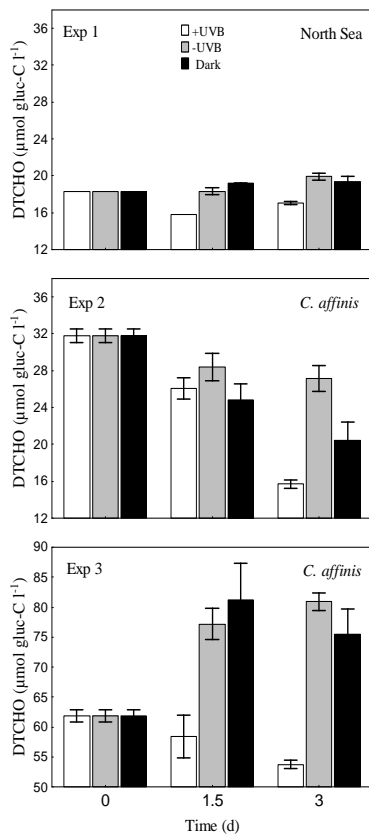 Exp 1
North Sea
+UVB
-UVB
Dark
DTCHO (µmol gluc-C l⁻¹)
36
32
28
24
20
16
12
Exp 2
C. affinis
DTCHO (µmol gluc-C l⁻¹)
36
32
28
24
20
16
12
Exp 3
C. affinis
DTCHO (µmol gluc-C l⁻¹)
90
85
80
75
70
65
60
55
50
0
1.5
3
Time (d)